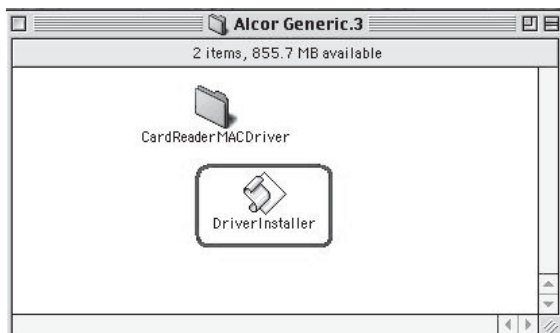 Alcor Generic.3
2 items, 855.7 MB available
CardReaderMACDriver
DriverInstaller